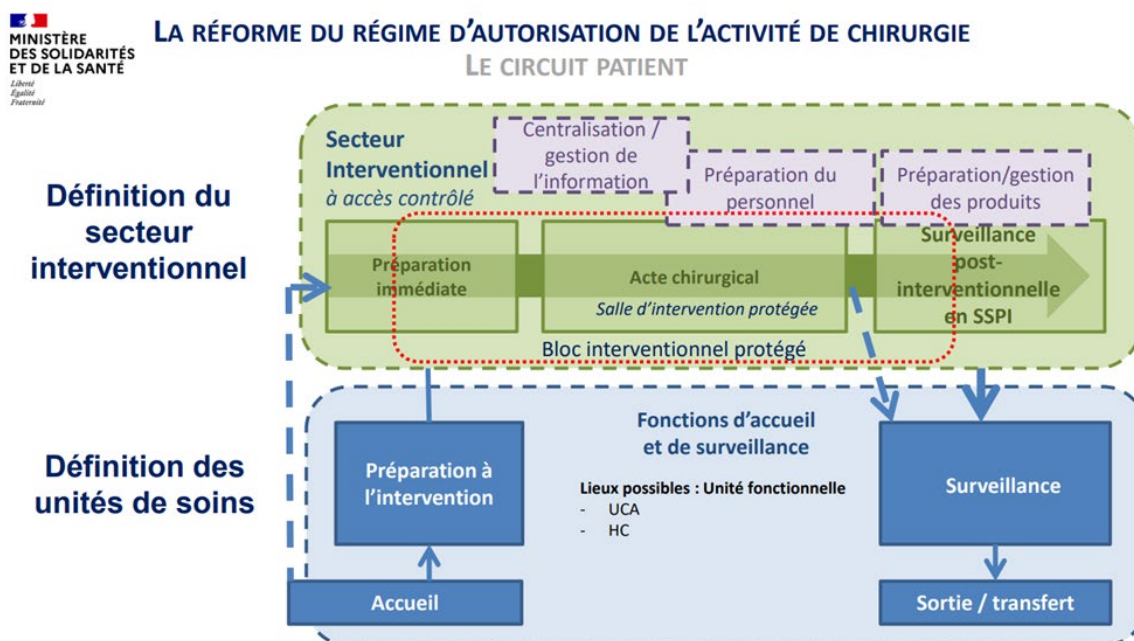 MINISTÈRE
DES SOLIDARITÉS
ET DE LA SANTÉ
Liberté
Égalité
Fraternité
LA RÉFORME DU RÉGIME D'AUTORISATION DE L'ACTIVITÉ DE CHIRURGIE
LE CIRCUIT PATIENT
Définition du
secteur
interventionnel
Secteur
Interventionnel
à accès contrôlé
Centralisation /
gestion de
l'information
Préparation du
personnel
Préparation/gestion
des produits
Préparation
immédiate
Acte chirurgical
Salle d'intervention protégée
Surveillance
post-
interventionnelle
en SSPI
Bloc interventionnel protégé
Définition des
unités de soins
Préparation à
l'intervention
Accueil
Fonctions d'accueil
et de surveillance
Lieux possibles : Unité fonctionnelle
- UCA
- HC
Surveillance
Sortie / transfert